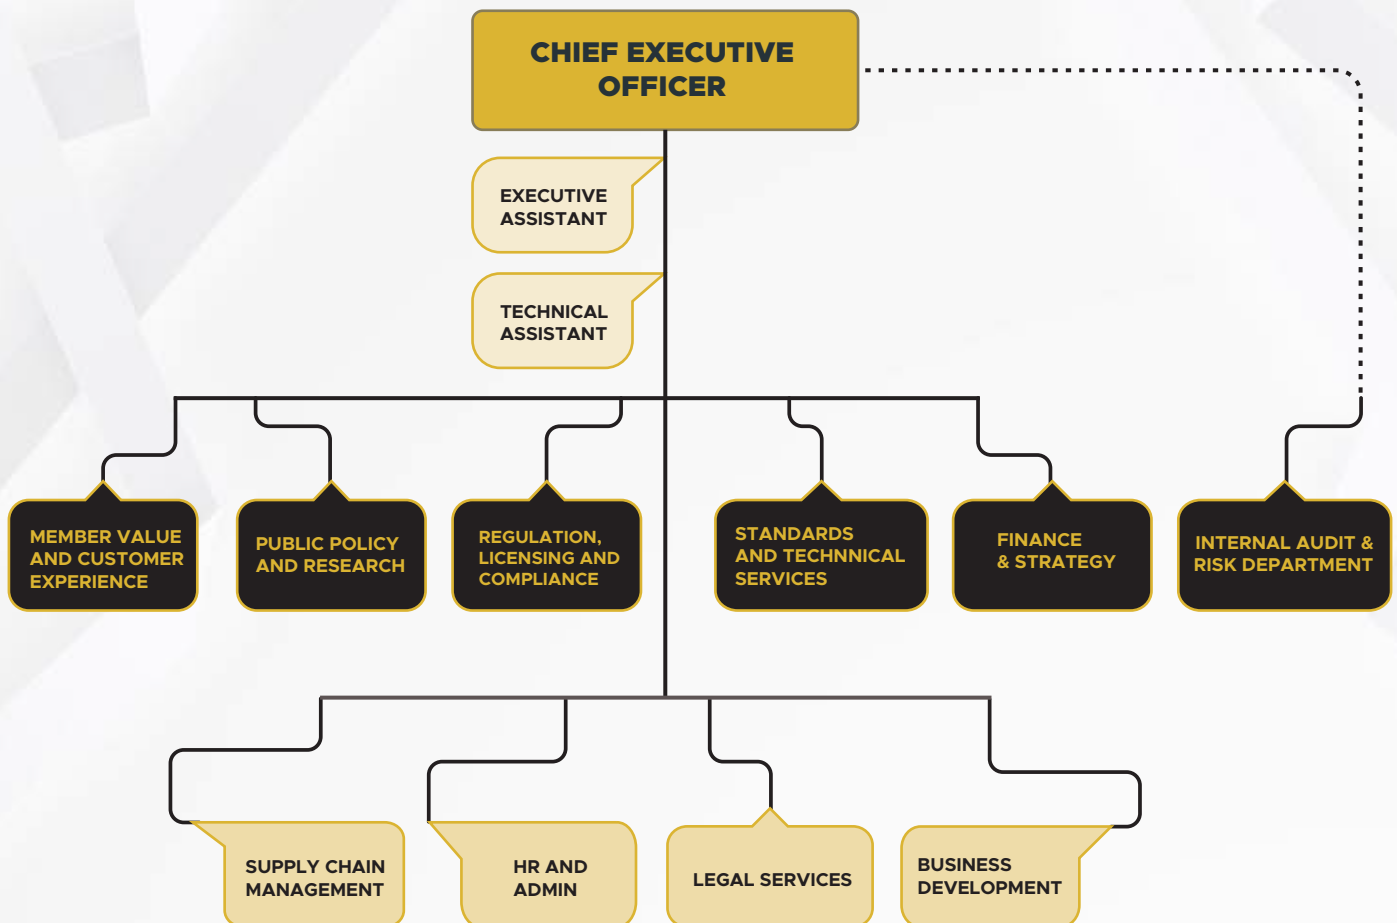 CHIEF EXECUTIVE
OFFICER
EXECUTIVE
ASSISTANT
TECHNICAL
ASSISTANT
MEMBER VALUE
AND CUSTOMER
EXPERIENCE
PUBLIC POLICY
AND RESEARCH
REGULATION,
LICENSING AND
COMPLIANCE
STANDARDS
AND TECHNNICAL
SERVICES
FINANCE
& STRATEGY
INTERNAL AUDIT &
RISK DEPARTMENT
SUPPLY CHAIN
MANAGEMENT
HR AND
ADMIN
LEGAL SERVICES
BUSINESS
DEVELOPMENT